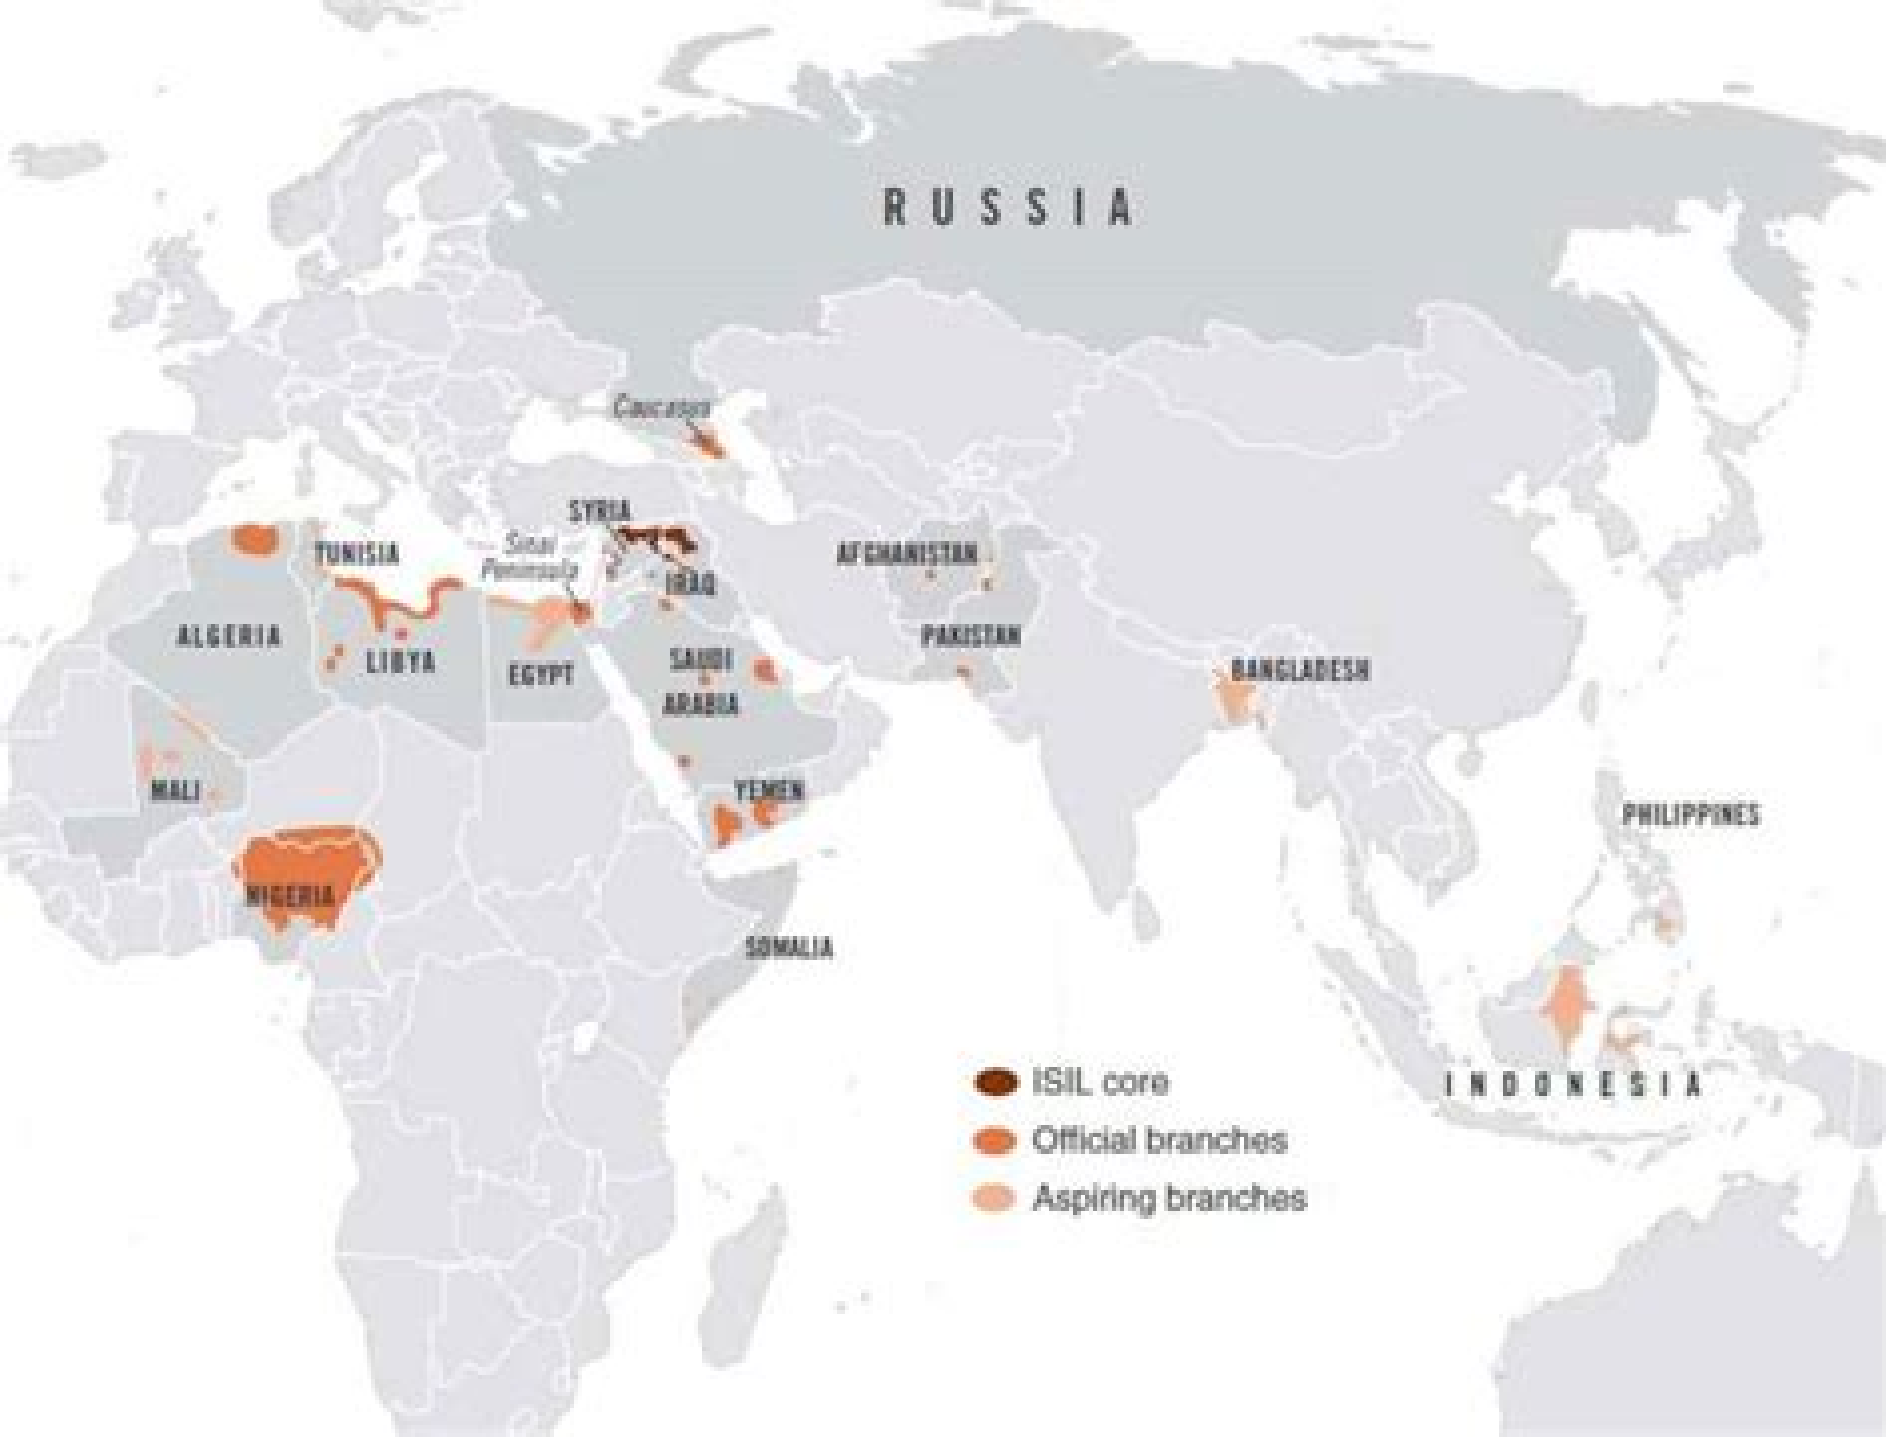 RUSSIA
Caucasus
SYRIA
Sinai
Peninsula
TUNISIA
IRAQ
AFGHANISTAN
ALGERIA
LIBYA
EGYPT
SAUDI
ARABIA
PAKISTAN
BANGLADESH
MALI
YEMEN
PHILIPPINES
NIGERIA
SOMALIA
INDONESIA
ISIL core
Official branches
Aspiring branches